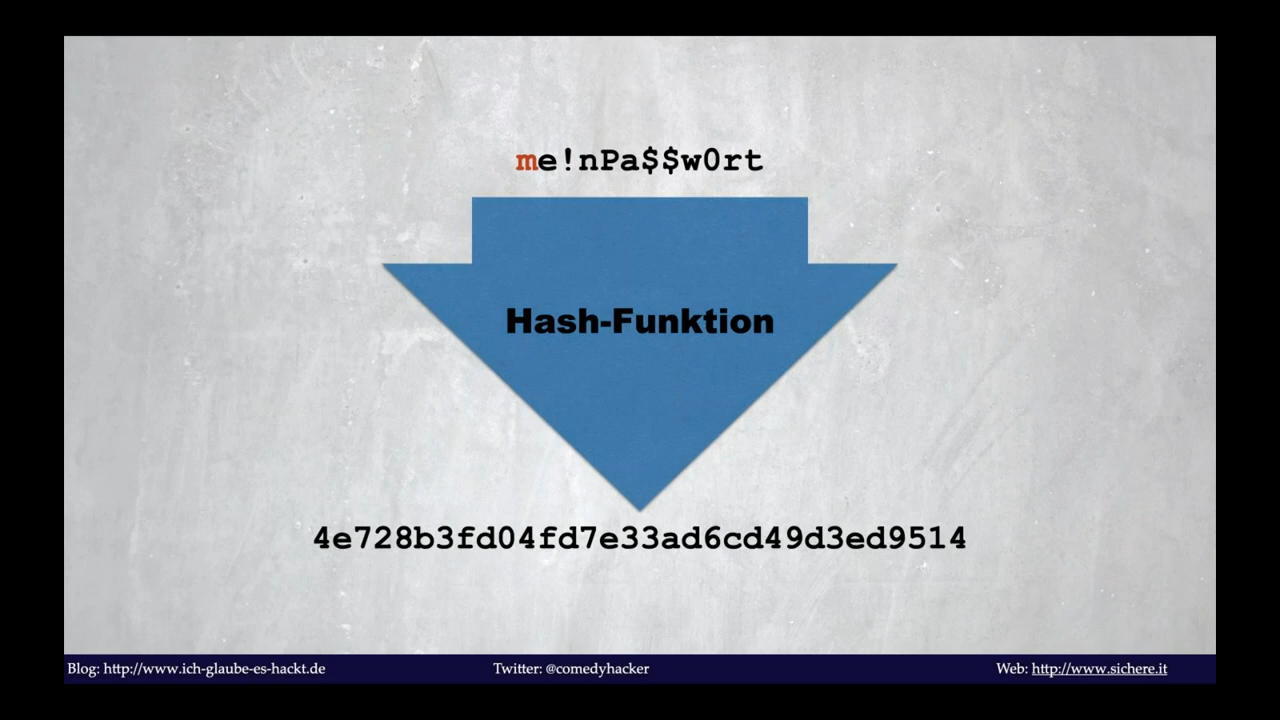 me!nPa$$w0rt
Hash-Funktion
4e728b3fd04fd7e33ad6cd49d3ed9514
Blog: http://www.ich-glaube-es-hackt.de Twitter: @comedyhacker Web: http://www.sichere.it